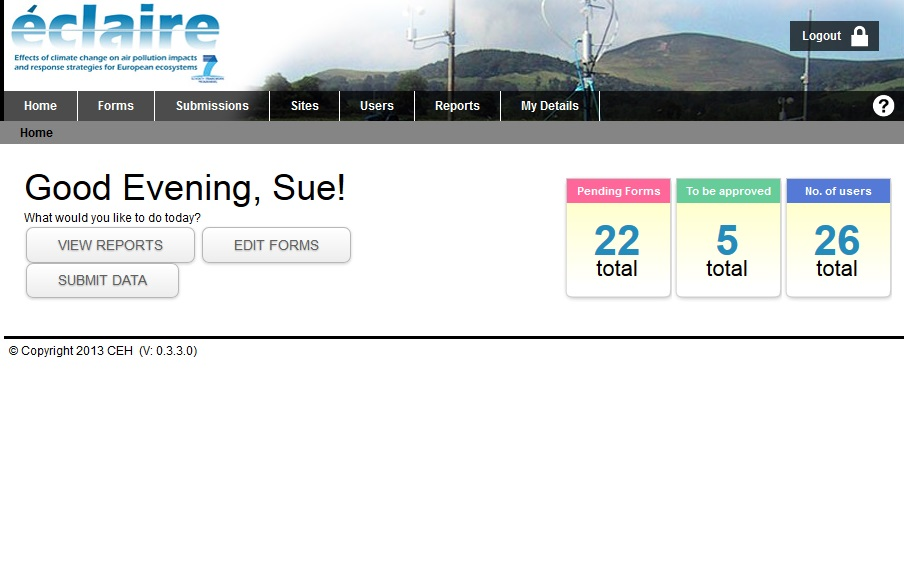 éclaire
Effects of climate change on air pollution impacts
and response strategies for European ecosystems
7
Logout
Home Forms Submissions Sites Users Reports My Details ?
Home
Good Evening, Sue!
What would you like to do today?
VIEW REPORTS EDIT FORMS
SUBMIT DATA
Pending Forms To be approved No. of users
22 5 26
total total total
© Copyright 2013 CEH (V: 0.3.3.0)